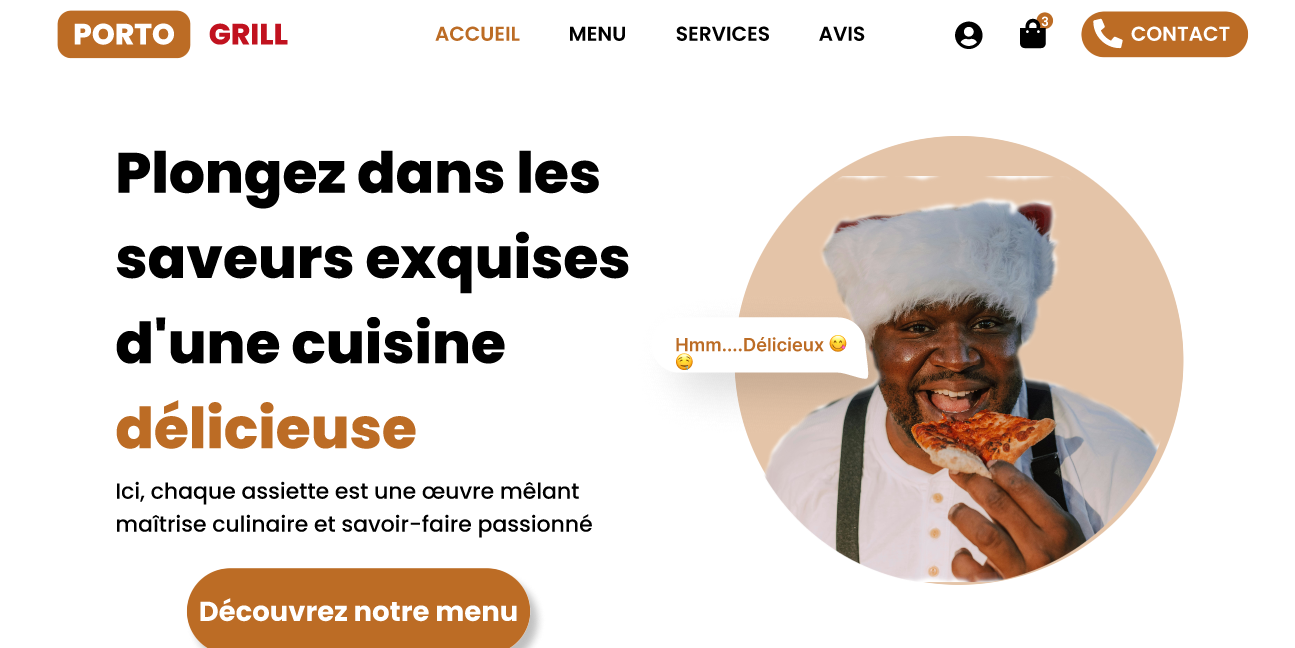 PORTO GRILL ACCUEIL MENU SERVICES AVIS 3 CONTACT
Plongez dans les
saveurs exquises
d'une cuisine
délicieuse
Hmm....Délicieux 😋
🤤
Ici, chaque assiette est une œuvre mêlant
maîtrise culinaire et savoir-faire passionné
Découvrez notre menu